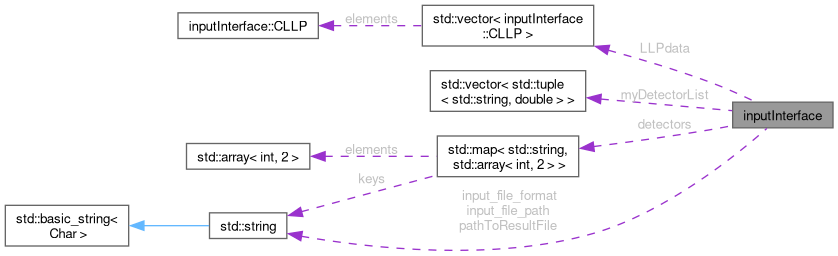 inputInterface::CLLP
elements
std::vector< inputInterface
::CLLP >
LLPdata
std::vector< std::tuple
< std::string, double > >
myDetectorList
inputInterface
detectors
std::array< int, 2 >
elements
std::map< std::string,
std::array< int, 2 > >
keys
input_file_format
input_file_path
pathToResultFile
std::basic_string<
Char >
std::string